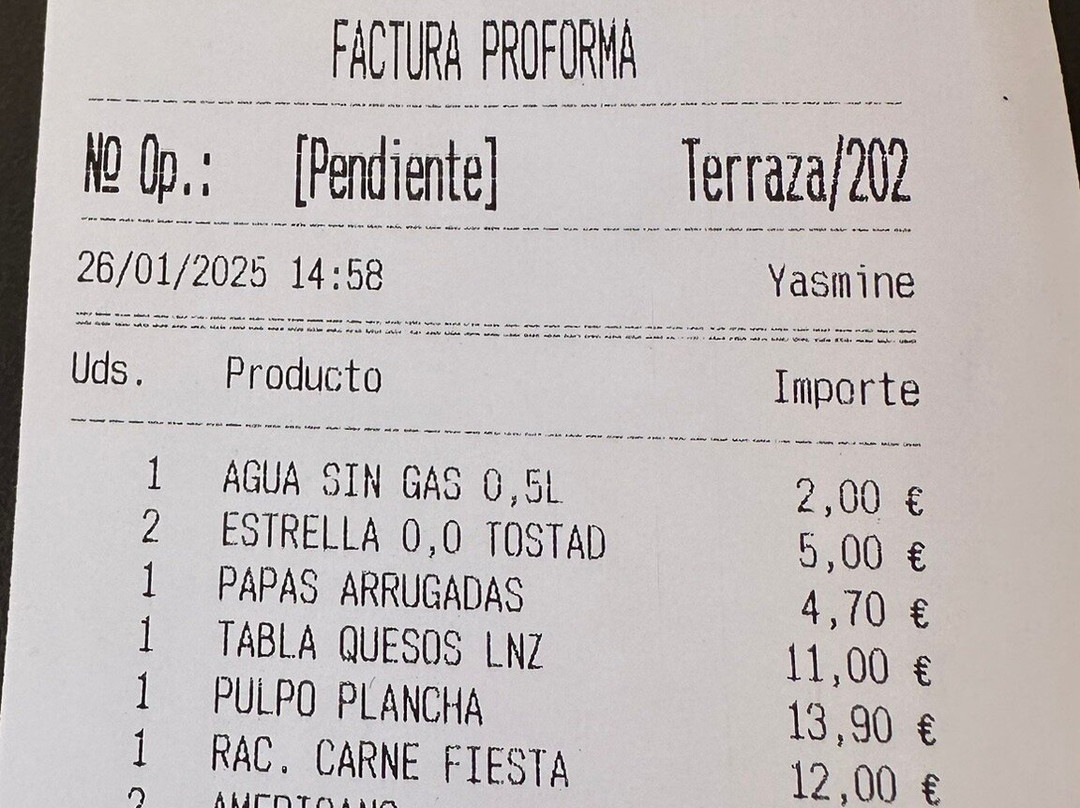 FACTURA PROFORMA
Nº Op.: [Pendiente] Terraza/202
26/01/2025 14:58 Yasmine
Uds. Producto Importe
1 AGUA SIN GAS 0,5L 2,00 €
2 ESTRELLA 0,0 TOSTAD 5,00 €
1 PAPAS ARRUGADAS 4,70 €
1 TABLA QUESOS LNZ 11,00 €
1 PULPO PLANCHA 13,90 €
1 RAC. CARNE FIESTA 12,00 €
2 AMERICANO